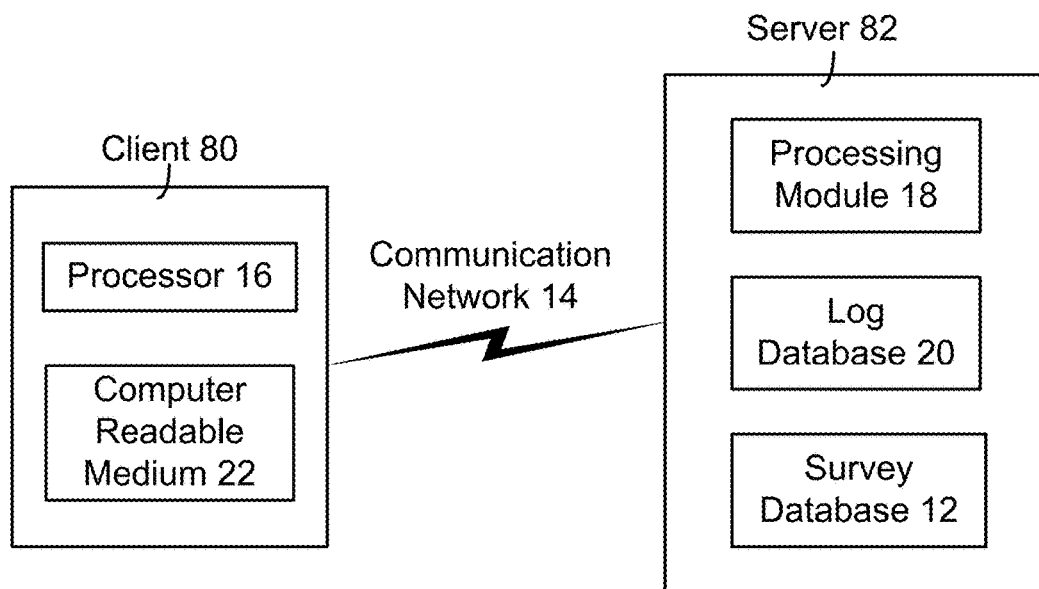 Server 82
Client 80
Processing
Module 18
Processor 16
Communication
Network 14
Log
Database 20
Computer
Readable
Medium 22
Survey
Database 12